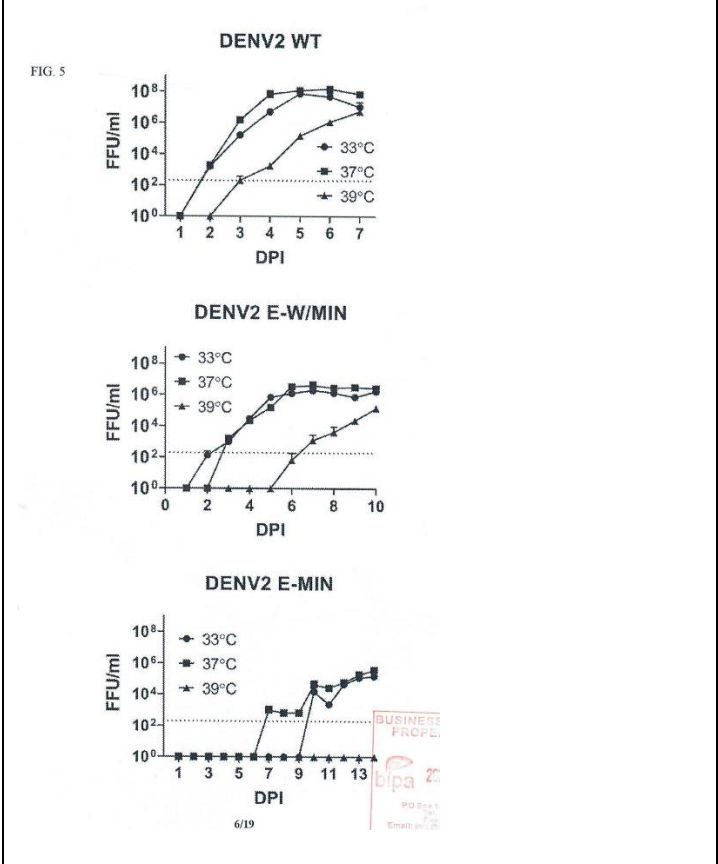 FIG. 5
DENV2 WT
FFU/ml
10⁸
10⁶
10⁴
10²
10⁰
33°C
37°C
39°C
1 2 3 4 5 6 7
DPI
DENV2 E-W/MIN
FFU/ml
10⁸
10⁶
10⁴
10²
10⁰
33°C
37°C
39°C
0 2 4 6 8 10
DPI
DENV2 E-MIN
FFU/ml
10⁸
10⁶
10⁴
10²
10⁰
33°C
37°C
39°C
1 3 5 7 9 11 13
DPI
6/19
BUSINESS
PROPE
bipa